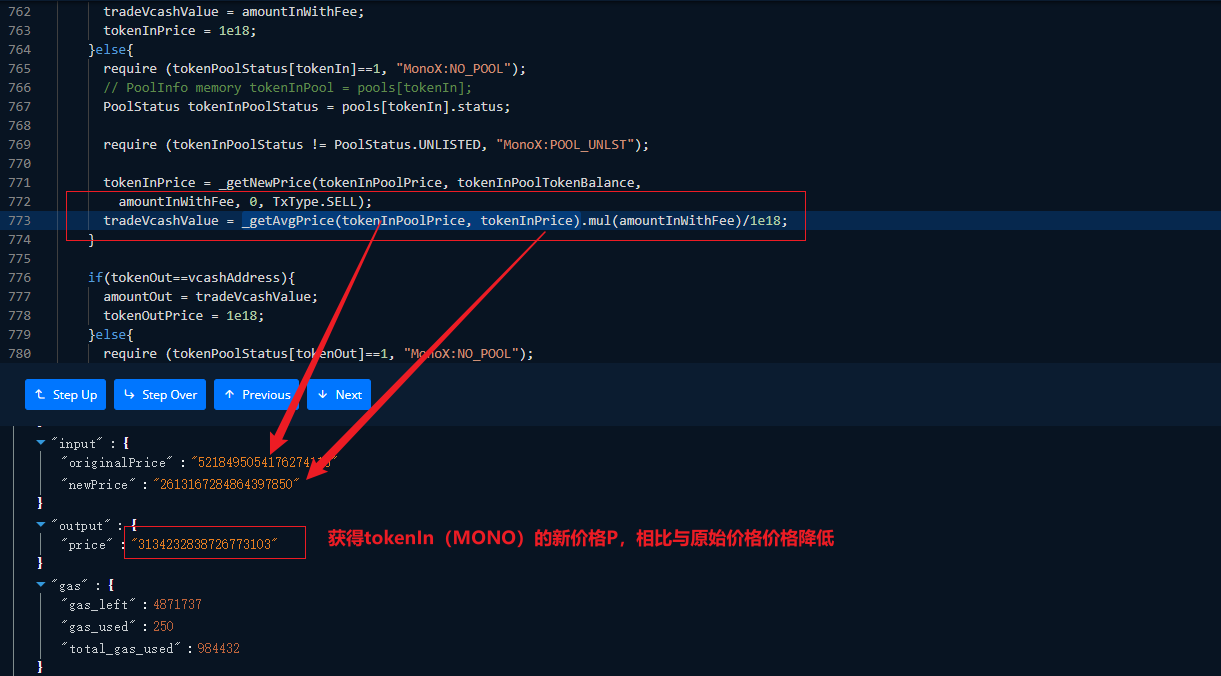 762 tradeVcashValue = amountInWithFee;
763 tokenInPrice = 1e18;
764 }else{
765 require (tokenPoolStatus[tokenIn]==1, "MonoX:NO_POOL");
766 // PoolInfo memory tokenInPool = pools[tokenIn];
767 PoolStatus tokenInPoolStatus = pools[tokenIn].status;
768
769 require (tokenInPoolStatus != PoolStatus.UNLISTED, "MonoX:POOL_UNLST");
770
771 tokenInPrice = _getNewPrice(tokenInPoolPrice, tokenInPoolTokenBalance,
772 amountInWithFee, 0, TxType.SELL);
773 tradeVcashValue = _getAvgPrice(tokenInPoolPrice, tokenInPrice).mul(amountInWithFee)/1e18;
774 }
775
776 if(tokenOut==vcashAddress){
777 amountOut = tradeVcashValue;
778 tokenOutPrice = 1e18;
779 }else{
780 require (tokenPoolStatus[tokenOut]==1, "MonoX:NO_POOL");
Step Up Step Over Previous Next
"input" : {
"originalPrice" :
"newPrice" : "2613167284864397850"
}
"output" : {
"price" : "3134232838726773103"
}
获得tokenIn（MONO）的新价格P，相比与原始价格价格降低
"gas" : {
"gas_left" : 4871737
"gas_used" : 250
"total_gas_used" : 984432
}